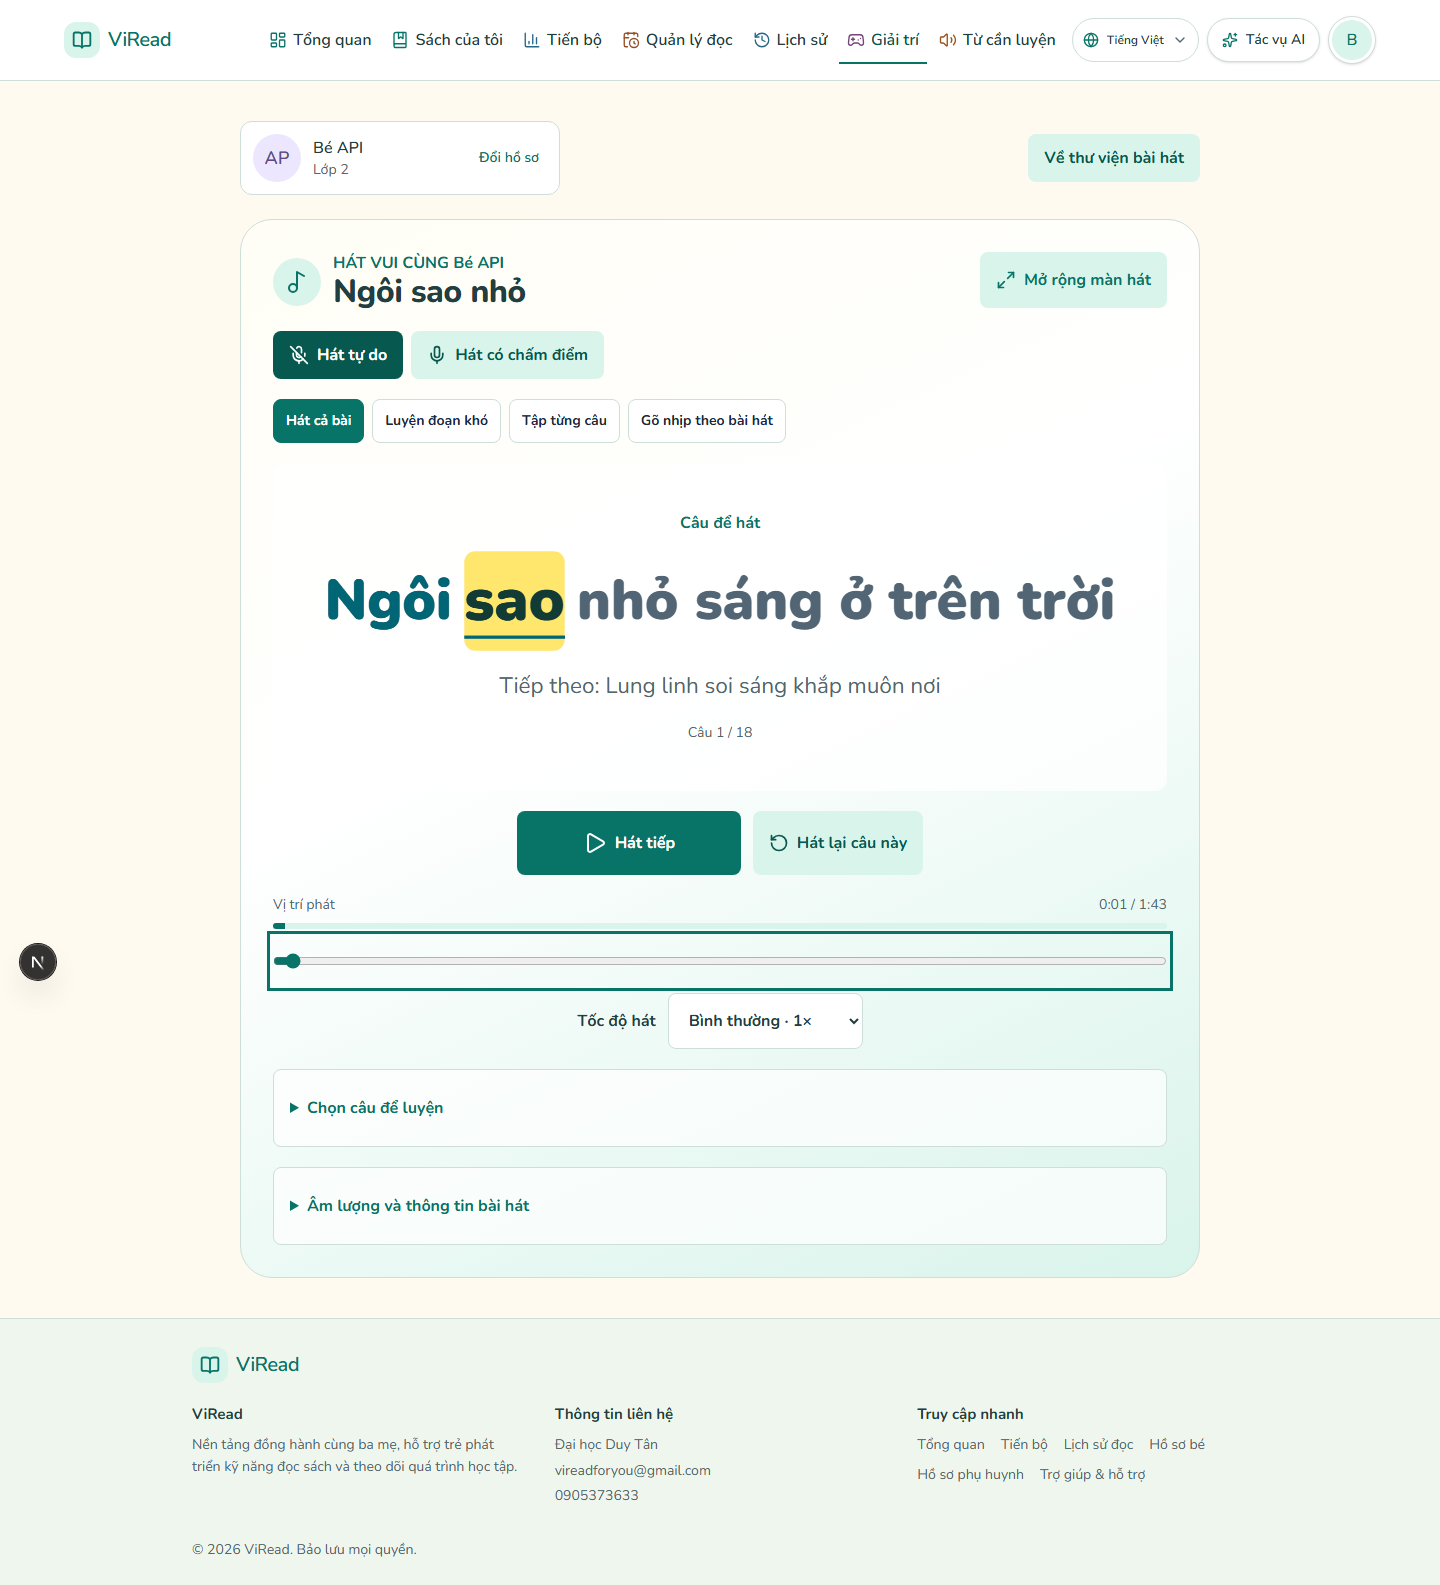 ViRead
Tổng quan
Sách của tôi
Tiến bộ
Quản lý đọc
Lịch sử
Giải trí
Từ cần luyện
Tiếng Việt
Tác vụ AI
B
AP
Bé API
Lớp 2
Đổi hồ sơ
Về thư viện bài hát
HÁT VUI CÙNG Bé API
Ngôi sao nhỏ
Mở rộng màn hát
Hát tự do
Hát có chấm điểm
Hát cả bài
Luyện đoạn khó
Tập từng câu
Gõ nhịp theo bài hát
Câu để hát
Ngôi sao nhỏ sáng ở trên trời
Tiếp theo: Lung linh soi sáng khắp muôn nơi
Câu 1 / 18
Hát tiếp
Hát lại câu này
Vị trí phát
0:01 / 1:43
N
Tốc độ hát
Bình thường · 1×
Chọn câu để luyện
Âm lượng và thông tin bài hát
ViRead
ViRead
Nền tảng đồng hành cùng ba mẹ, hỗ trợ trẻ phát
triển kỹ năng đọc sách và theo dõi quá trình học tập.
Thông tin liên hệ
Đại học Duy Tân
vireadforyou@gmail.com
0905373633
Truy cập nhanh
Tổng quan
Tiến bộ
Lịch sử đọc
Hồ sơ bé
Hồ sơ phụ huynh
Trợ giúp & hỗ trợ
© 2026 ViRead. Bảo lưu mọi quyền.